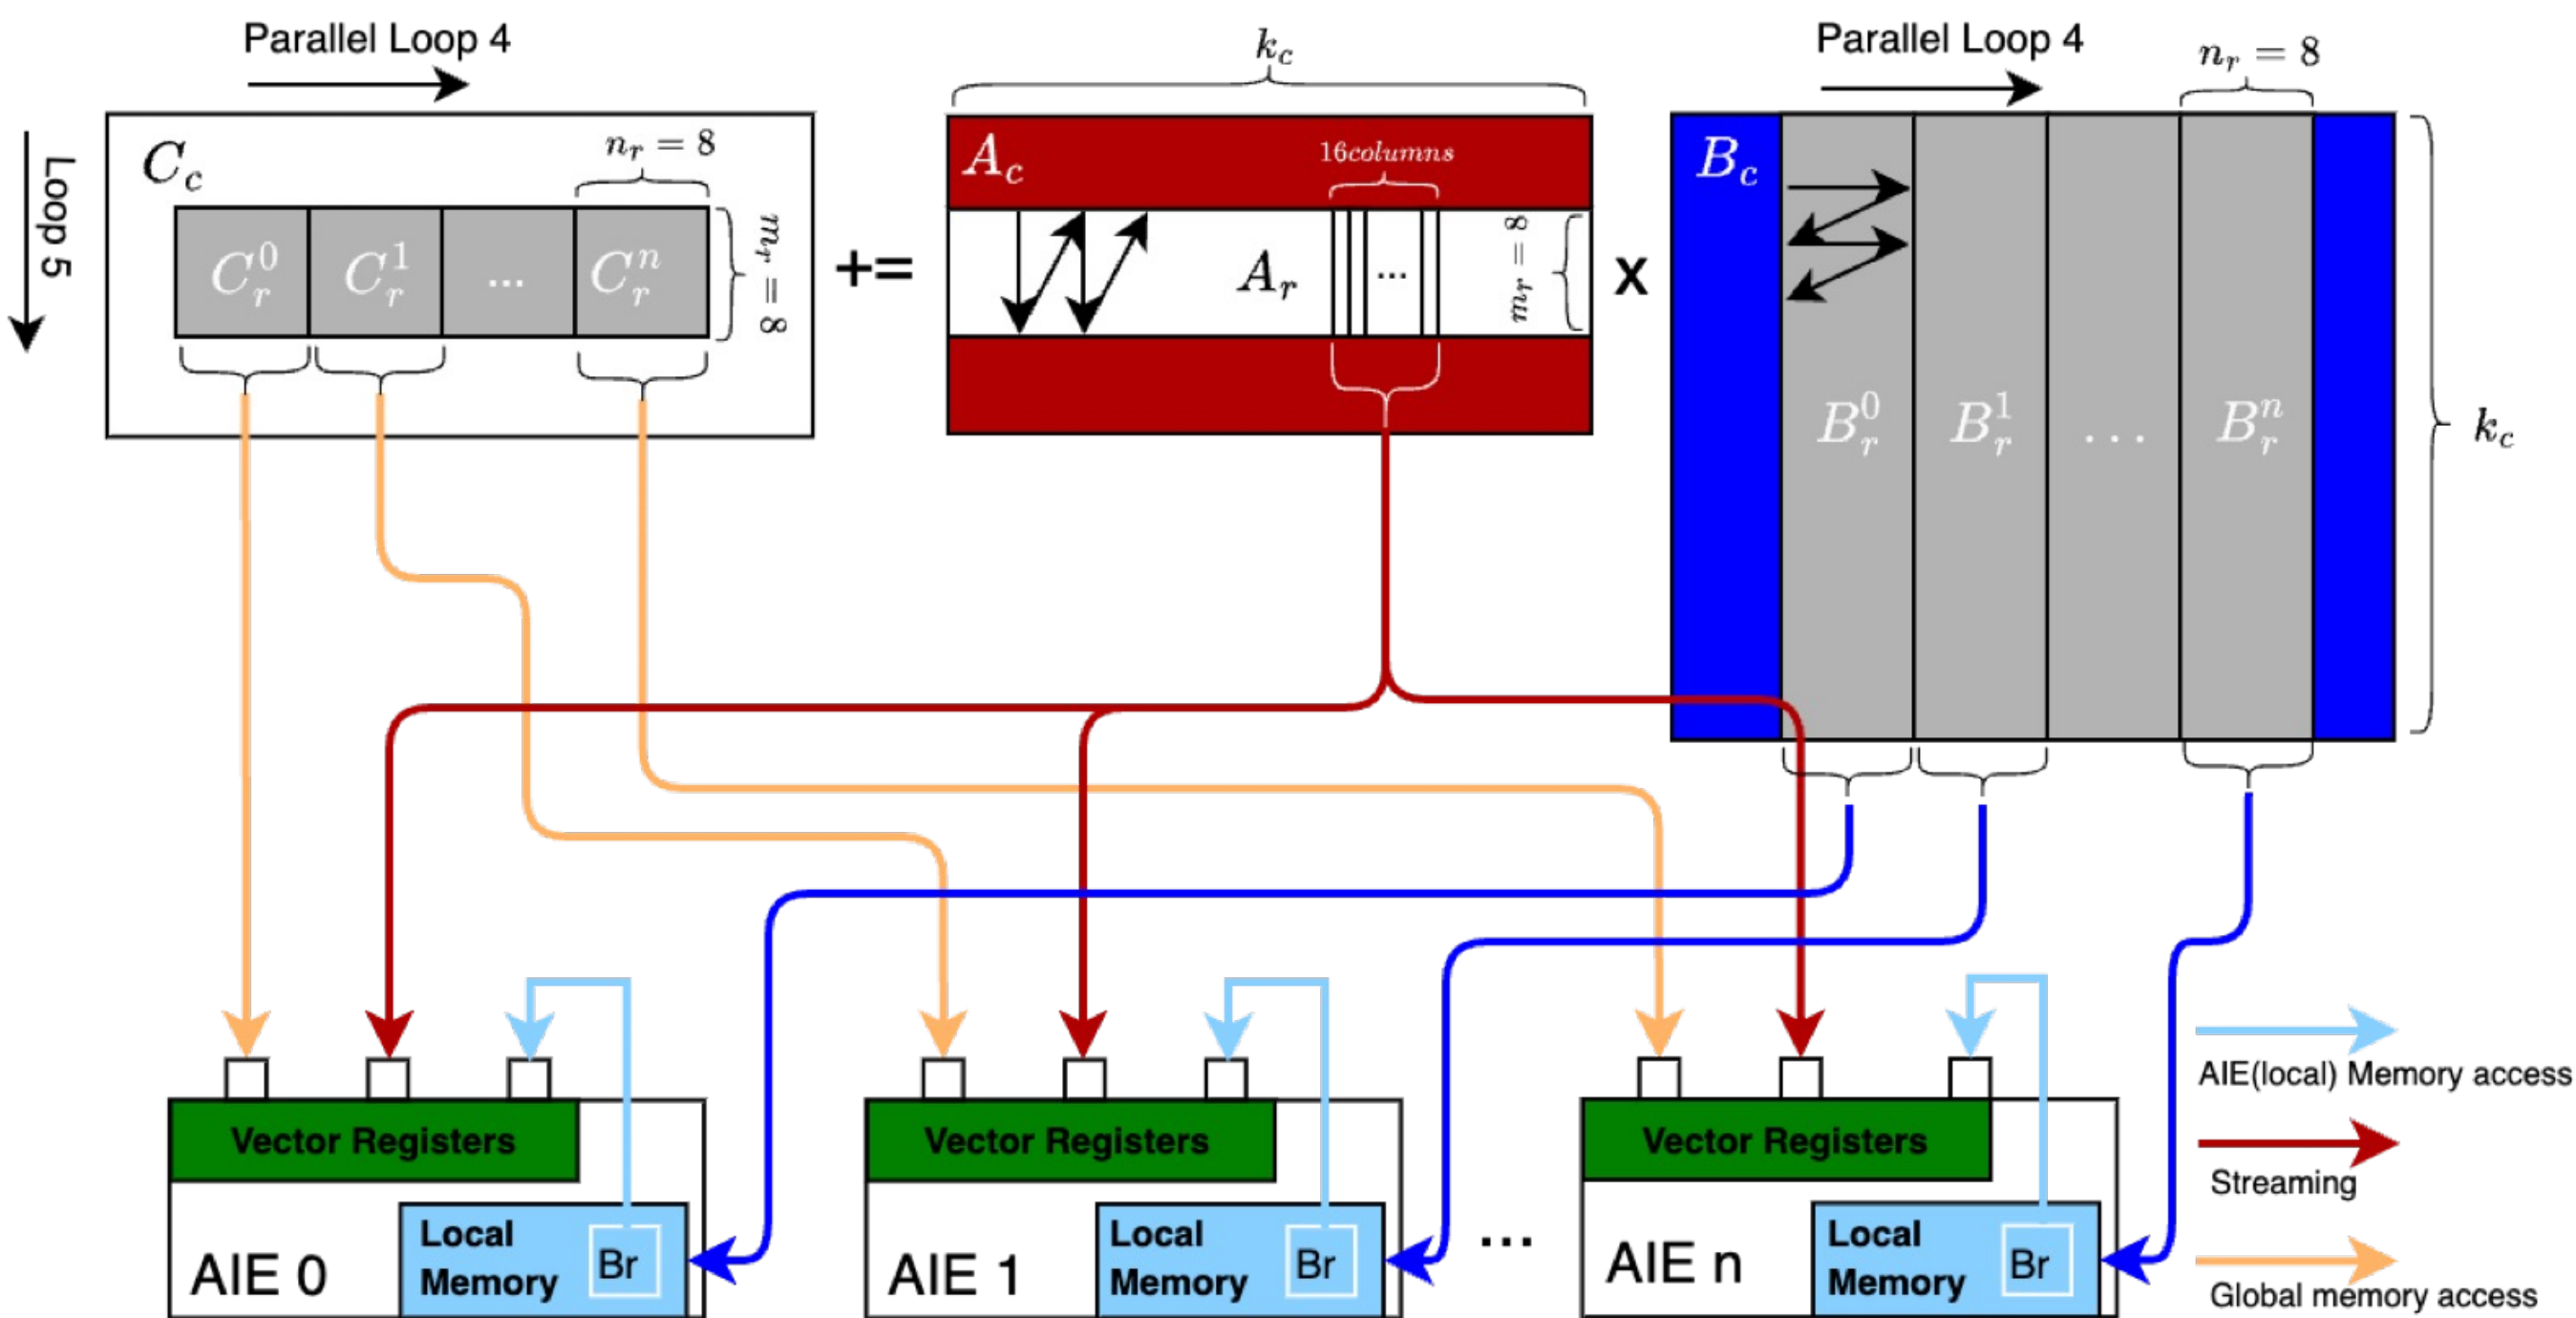 Parallel Loop 4
k_c
Parallel Loop 4
n_r = 8
Loop 5
C_c
n_r = 8
m_r = 8
C_r^0
C_r^1
...
C_r^n
+=
A_c
16columns
A_r
...
m_r = 8
x
B_c
B_r^0
B_r^1
...
B_r^n
k_c
Vector Registers
Local
Memory
Br
AIE 0
Vector Registers
Local
Memory
Br
AIE 1
...
Vector Registers
Local
Memory
Br
AIE n
AIE(local) Memory access
Streaming
Global memory access